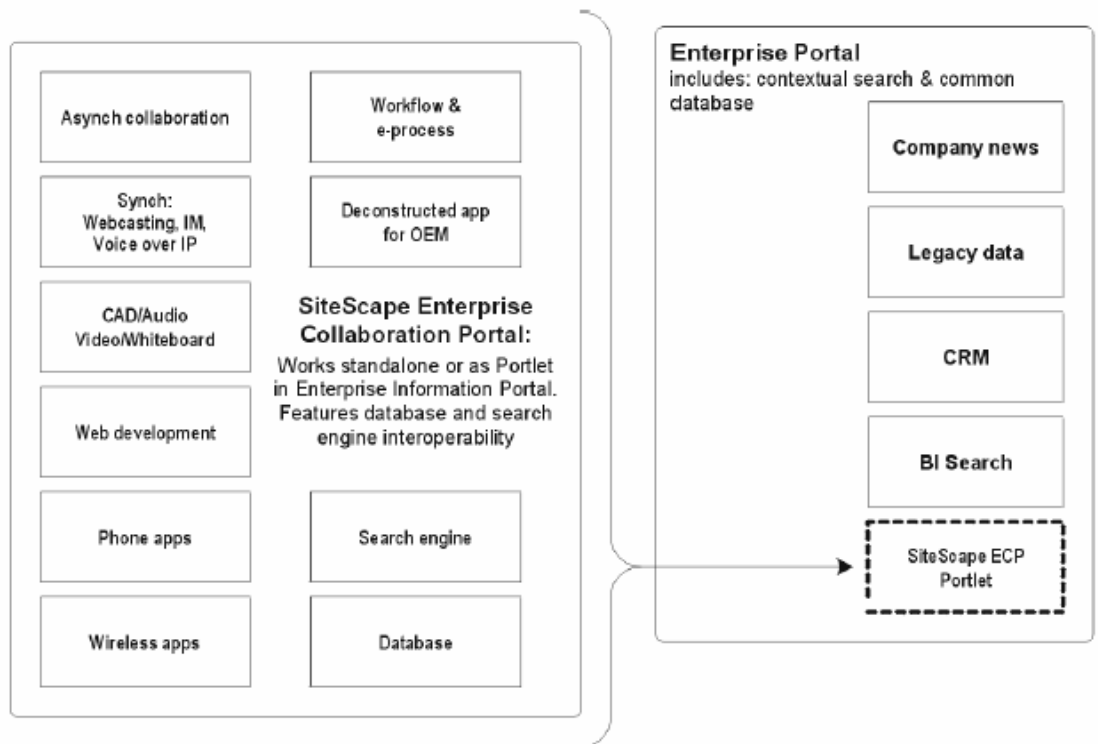 Asynch collaboration
Workflow &
e-process
Synch:
Webcasting, IM,
Voice over IP
Deconstructed app
for OEM
CAD/Audio
Video/Whiteboard
SiteScape Enterprise
Collaboration Portal:
Works standalone or as Portlet
in Enterprise Information Portal.
Features database and search
engine interoperability
Web development
Phone apps
Search engine
Wireless apps
Database
Enterprise Portal
includes: contextual search & common
database
Company news
Legacy data
CRM
BI Search
SiteScape ECP
Portlet